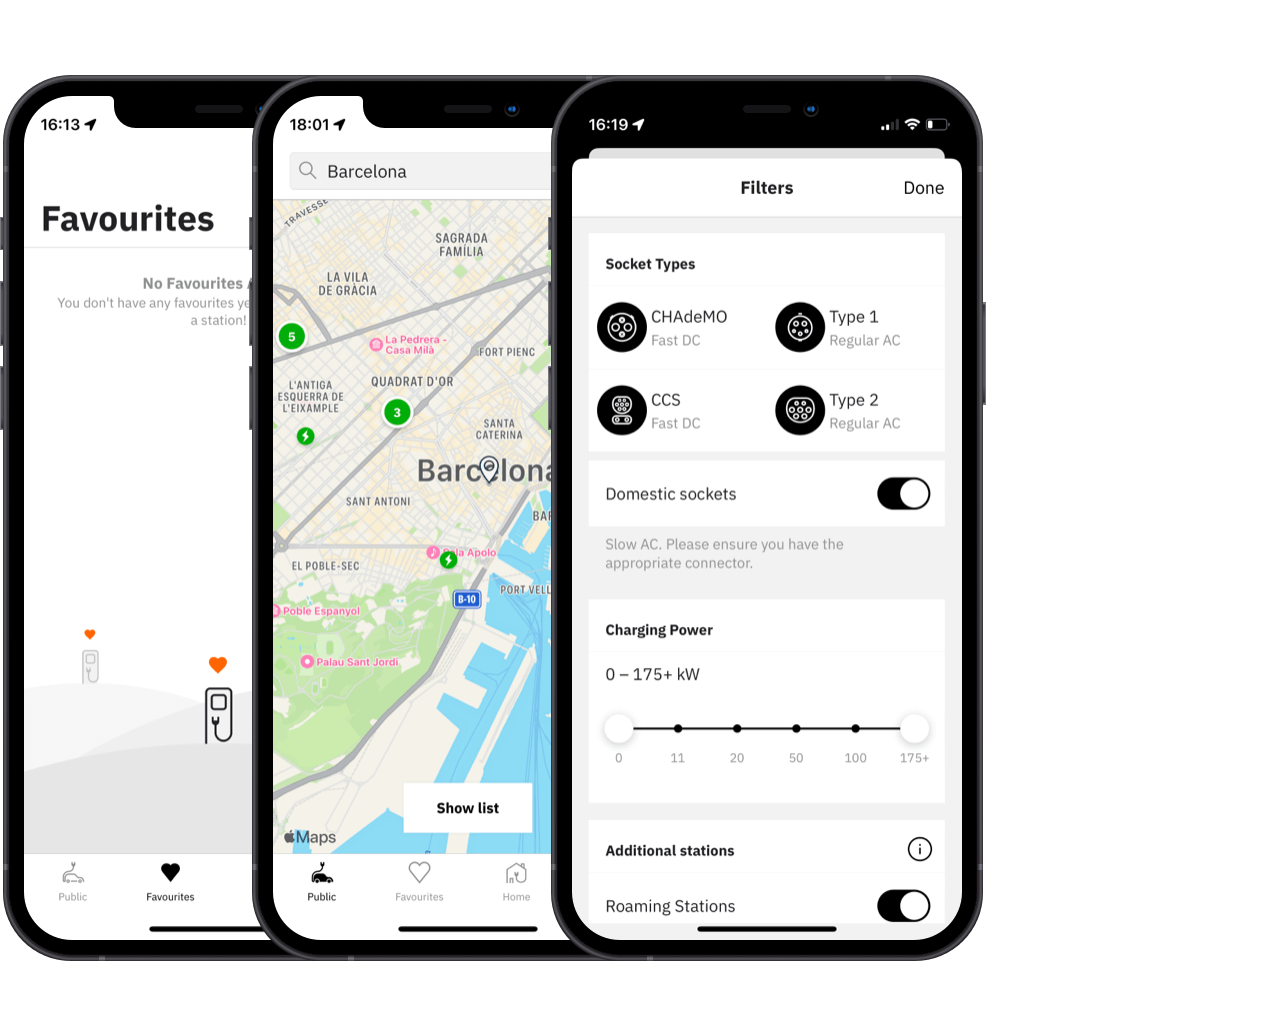 16:13
Favourites
No Favourites
You don't have any favourites
a station!
Public
Favourites
18:01
Barcelona
TRAVESSE
SAGRADA
FAMÍLIA
LA VILA
DE GRÀCIA
5
La Pedrera -
Casa Milà
FORT PIENC
L'ANTIGA
ESQUERRA DE
L'EIXAMPLE
QUADRAT D'OR
3
SANTA
CATERINA
Barcelona
SANT ANTONI
BAR
Sala Apolo
EL POBLE-SEC
B-10
PORT VELL
Poble Espanyol
Palau Sant Jordi
Show list
Maps
Public
Favourites
Home
16:19
Filters
Done
Socket Types
CHAdeMO
Fast DC
Type 1
Regular AC
CCS
Fast DC
Type 2
Regular AC
Domestic sockets
Slow AC. Please ensure you have the
appropriate connector.
Charging Power
0 – 175+ kW
0 11 20 50 100 175+
Additional stations
Roaming Stations